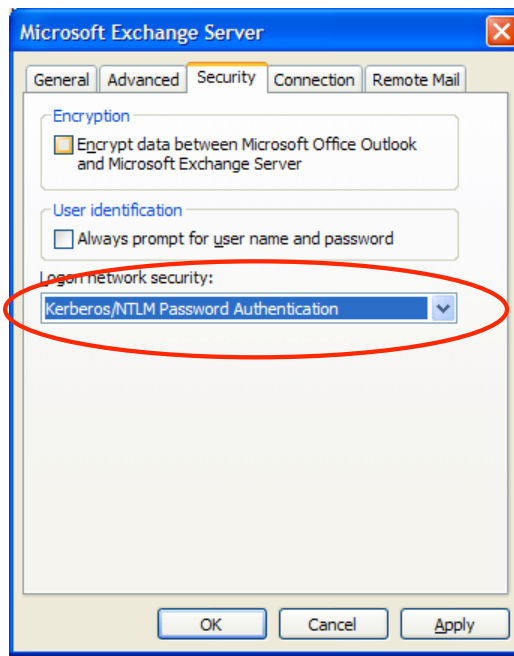 Microsoft Exchange Server
General Advanced Security Connection Remote Mail
Encryption
Encrypt data between Microsoft Office Outlook
and Microsoft Exchange Server
User identification
Always prompt for user name and password
Logon network security:
Kerberos/NTLM Password Authentication
OK Cancel Apply